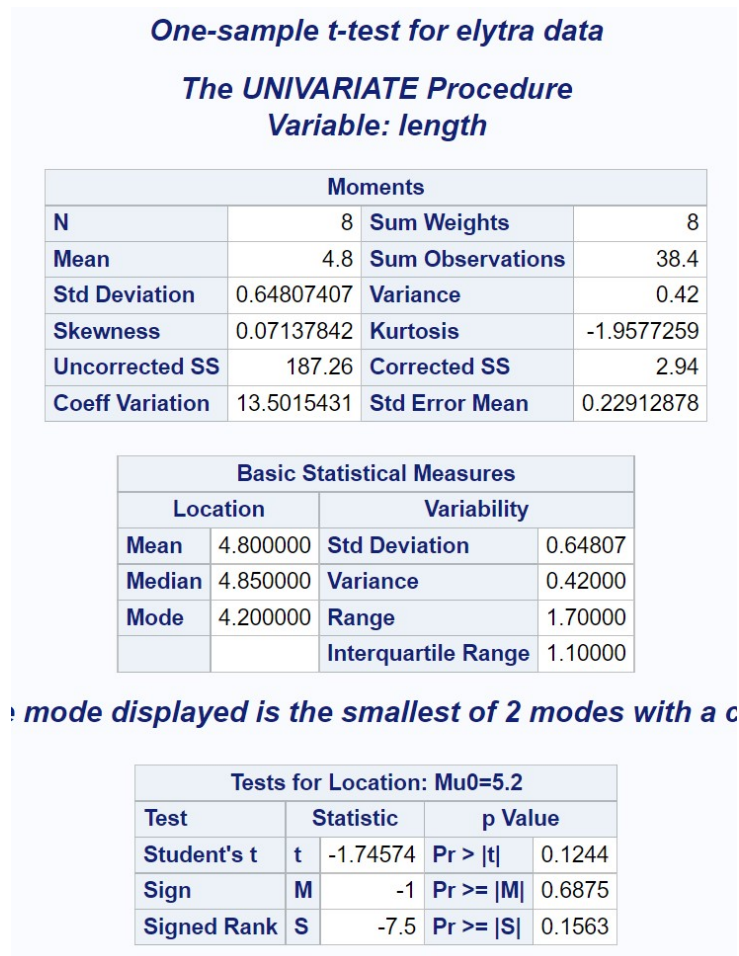 One-sample t-test for elytra data
The UNIVARIATE Procedure
Variable: length
Moments
N 8 Sum Weights 8
Mean 4.8 Sum Observations 38.4
Std Deviation 0.64807407 Variance 0.42
Skewness 0.07137842 Kurtosis -1.9577259
Uncorrected SS 187.26 Corrected SS 2.94
Coeff Variation 13.5015431 Std Error Mean 0.22912878
Basic Statistical Measures
Location Variability
Mean 4.800000 Std Deviation 0.64807
Median 4.850000 Variance 0.42000
Mode 4.200000 Range 1.70000
Interquartile Range 1.10000
mode displayed is the smallest of 2 modes with a
Tests for Location: Mu0=5.2
Test Statistic p Value
Student's t t -1.74574 Pr > |t| 0.1244
Sign M -1 Pr >= |M| 0.6875
Signed Rank S -7.5 Pr >= |S| 0.1563